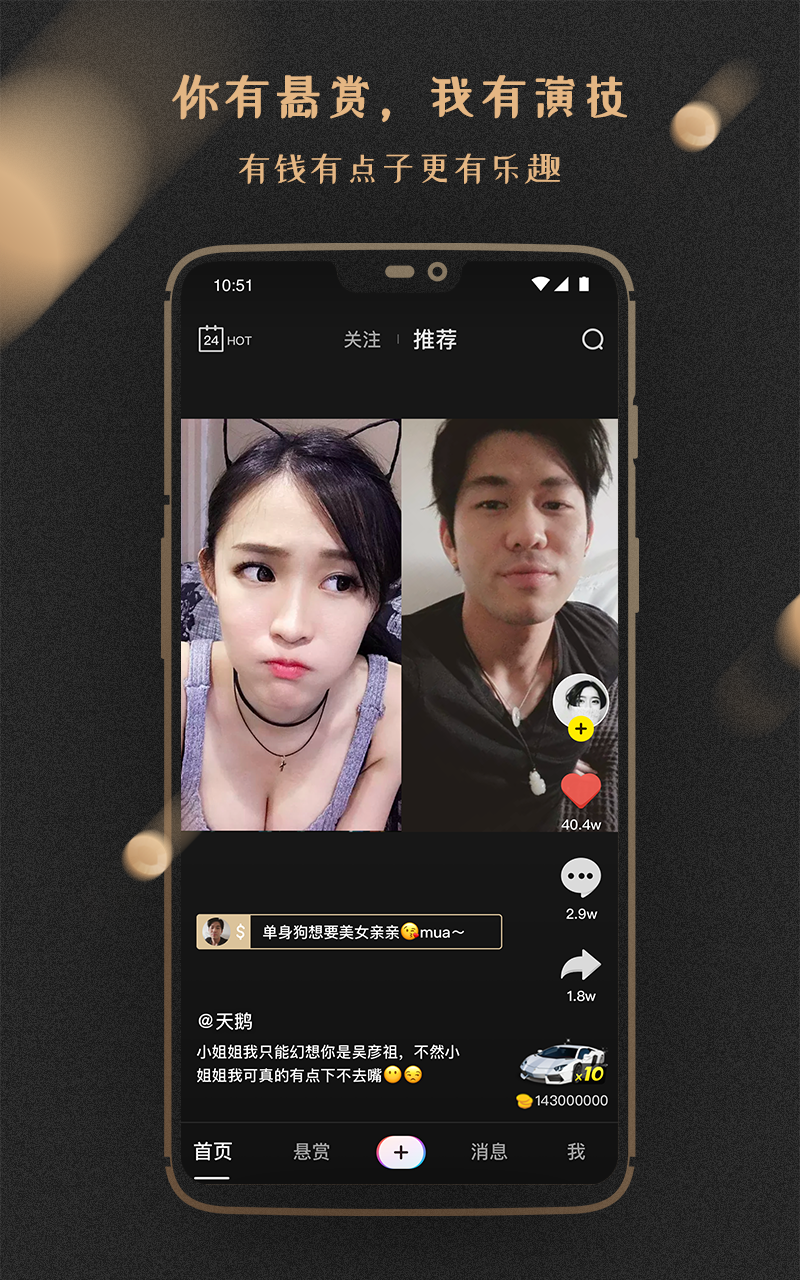 你有悬赏，我有演技
有钱有点子更有乐趣
10:51
24 HOT 关注 推荐
40.4w
2.9w
$ 单身狗想要美女亲亲😘mua～
1.8w
@天鹅
小姐姐我只能幻想你是吴彦祖，不然小
姐姐我可真的有点下不去嘴😶😒
x10
143000000
首页 悬赏 + 消息 我